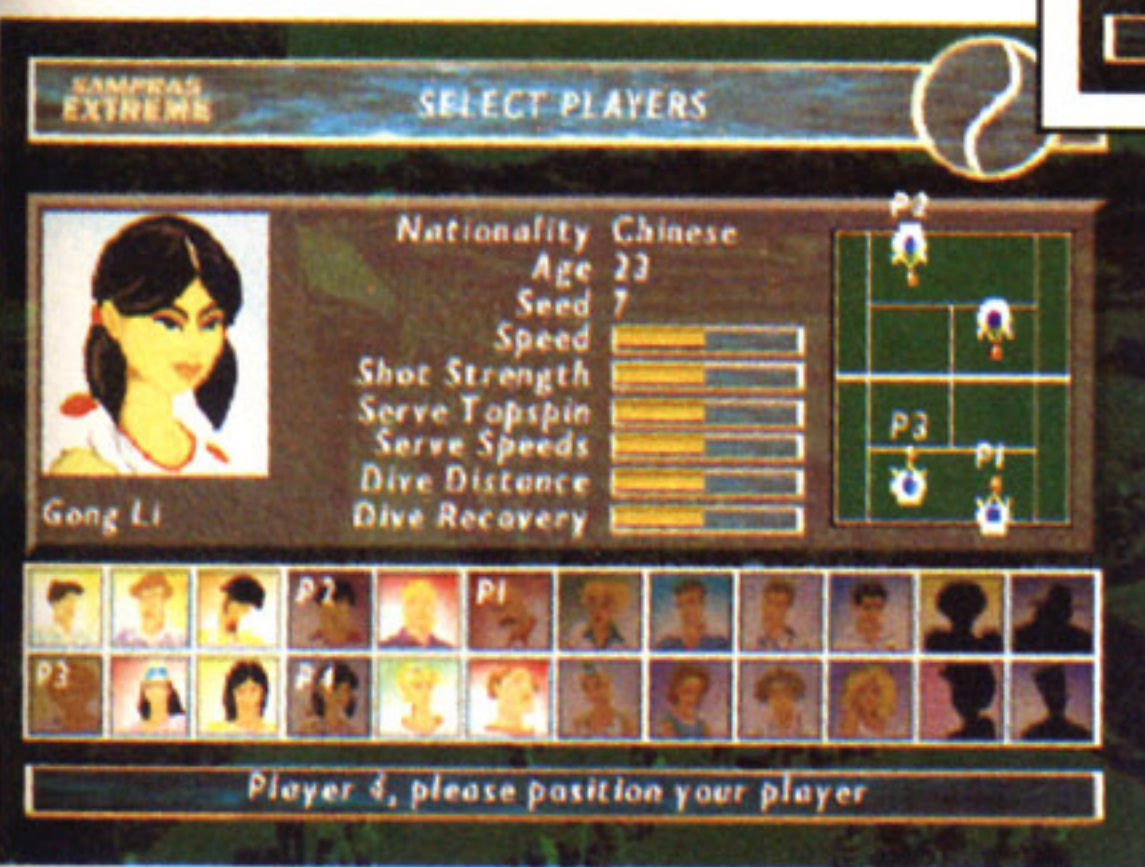 SAMPRAS
EXTREME
SELECT PLAYERS
Nationality Chinese
Age 23
Seed 7
Speed
Shot Strength
Serve Topspin
Serve Speeds
Dive Distance
Dive Recovery
Gong Li
P2
P3
P1
P2
P1
P3
P4
Player 4, please position your player